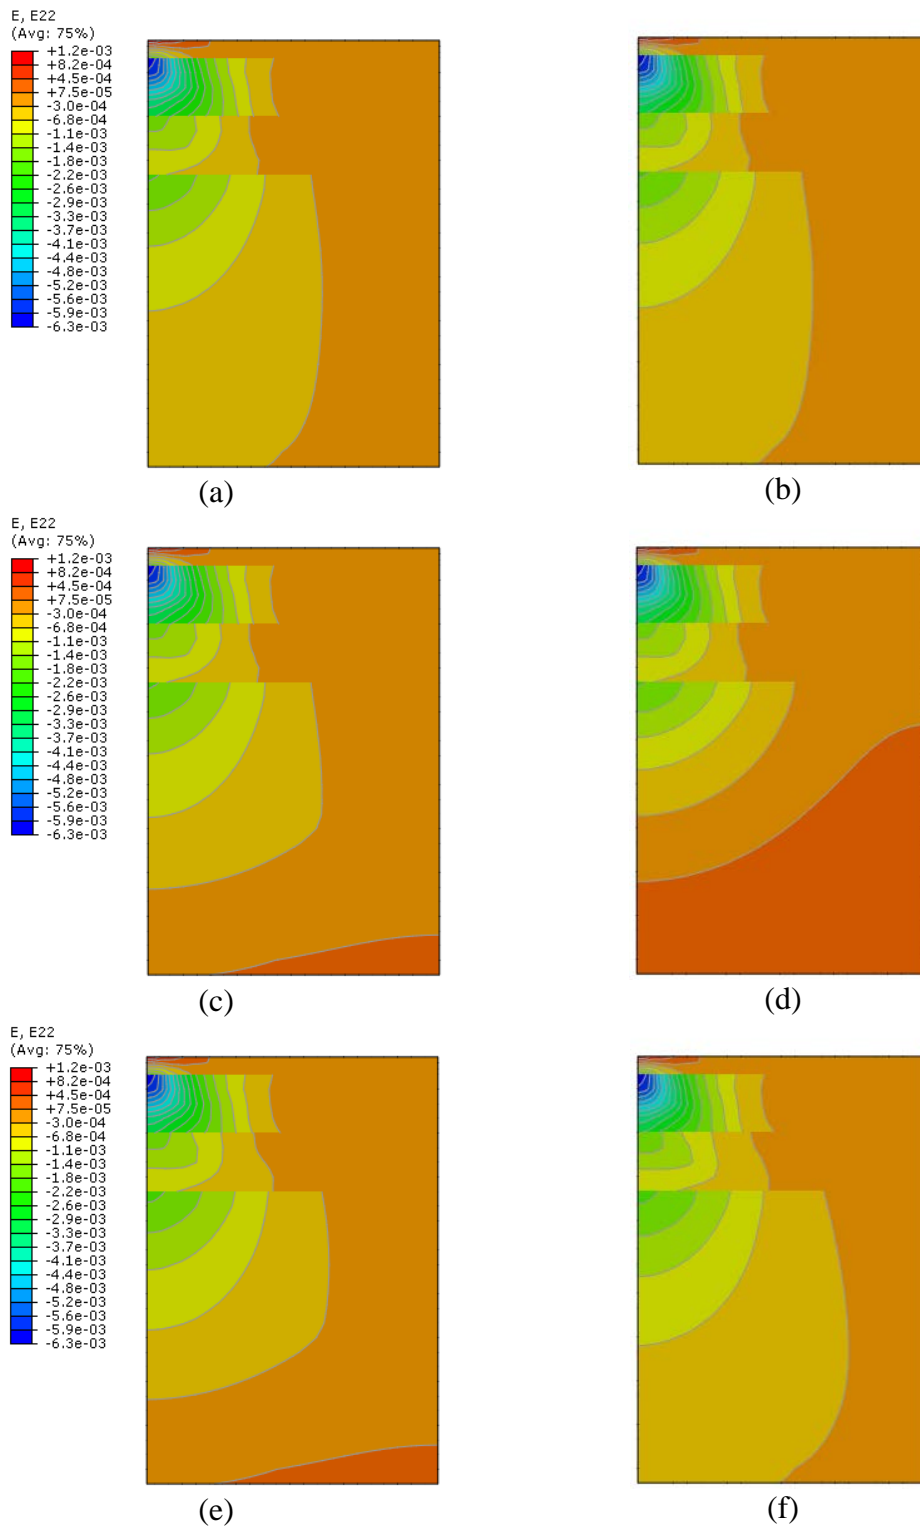 E, E22
(Avg: 75%)
+1.2e-03
+8.2e-04
+4.5e-04
+7.5e-05
-3.0e-04
-6.8e-04
-1.1e-03
-1.4e-03
-1.8e-03
-2.2e-03
-2.6e-03
-2.9e-03
-3.3e-03
-3.7e-03
-4.1e-03
-4.4e-03
-4.8e-03
-5.2e-03
-5.6e-03
-5.9e-03
-6.3e-03
(a)
(b)
E, E22
(Avg: 75%)
+1.2e-03
+8.2e-04
+4.5e-04
+7.5e-05
-3.0e-04
-6.8e-04
-1.1e-03
-1.4e-03
-1.8e-03
-2.2e-03
-2.6e-03
-2.9e-03
-3.3e-03
-3.7e-03
-4.1e-03
-4.4e-03
-4.8e-03
-5.2e-03
-5.6e-03
-5.9e-03
-6.3e-03
(c)
(d)
E, E22
(Avg: 75%)
+1.2e-03
+8.2e-04
+4.5e-04
+7.5e-05
-3.0e-04
-6.8e-04
-1.1e-03
-1.4e-03
-1.8e-03
-2.2e-03
-2.6e-03
-2.9e-03
-3.3e-03
-3.7e-03
-4.1e-03
-4.4e-03
-4.8e-03
-5.2e-03
-5.6e-03
-5.9e-03
-6.3e-03
(e)
(f)